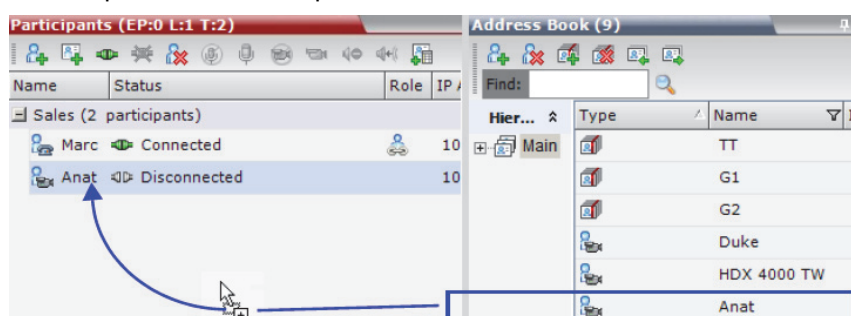 Participants (EP:0 L:1 T:2)
Name Status Role IP
Sales (2 participants)
Marc Connected 10
Anat Disconnected 10
Address Book (9)
Find:
Hier...
Main
Type Name
TT
G1
G2
Duke
HDX 4000 TW
Anat